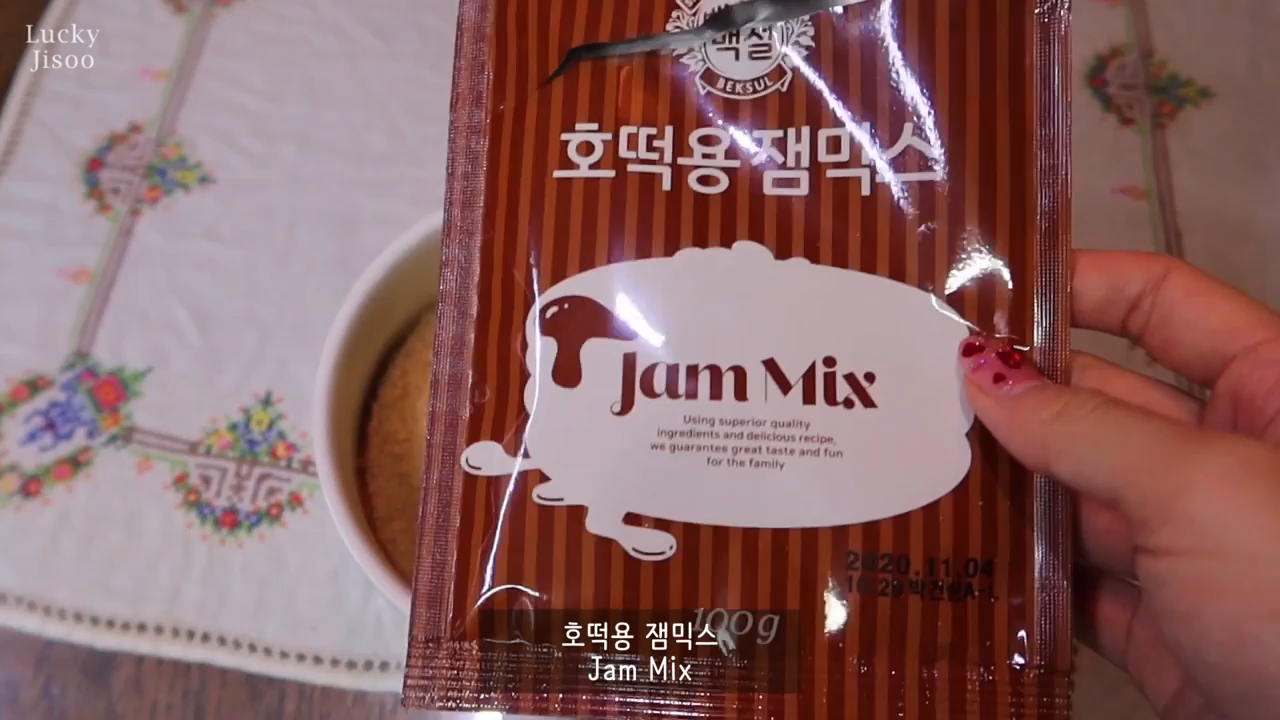 Lucky
Jisoo
백설
BEKSUL
호떡용 잼믹스
Jam Mix
Using superior quality
ingredients and delicious recipe,
we guarantee great taste and fun
for the family
2020.11.04
100g
호떡용 잼믹스
Jam Mix